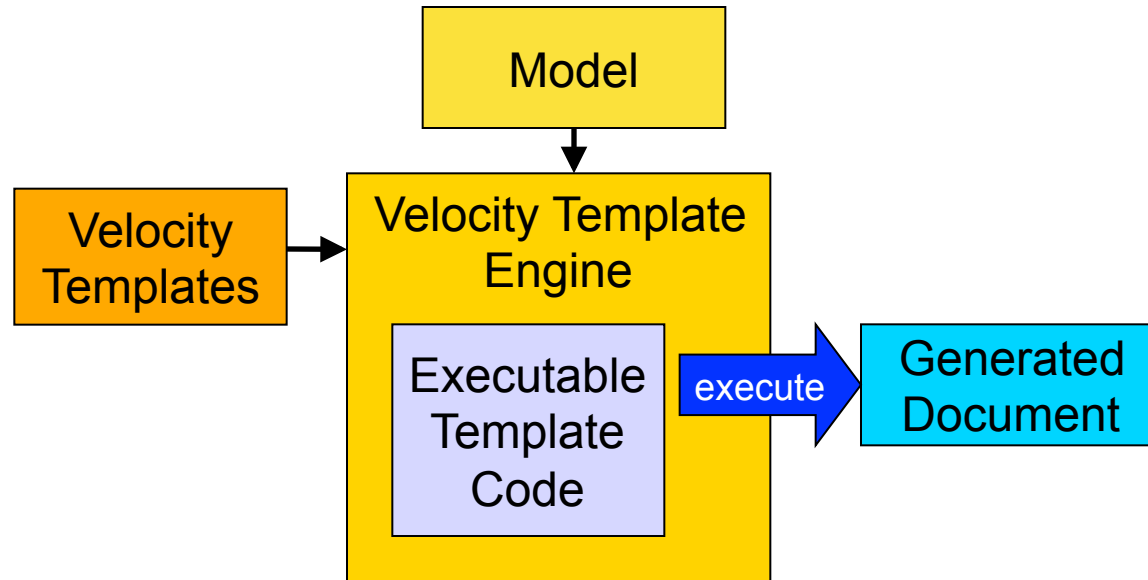 Model
Velocity
Templates
Velocity Template
Engine
Executable
Template
Code
execute
Generated
Document